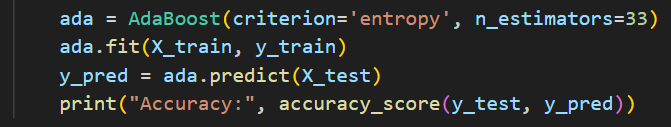 ada = AdaBoost(criterion='entropy', n_estimators=33)
ada.fit(X_train, y_train)
y_pred = ada.predict(X_test)
print("Accuracy:", accuracy_score(y_test, y_pred))